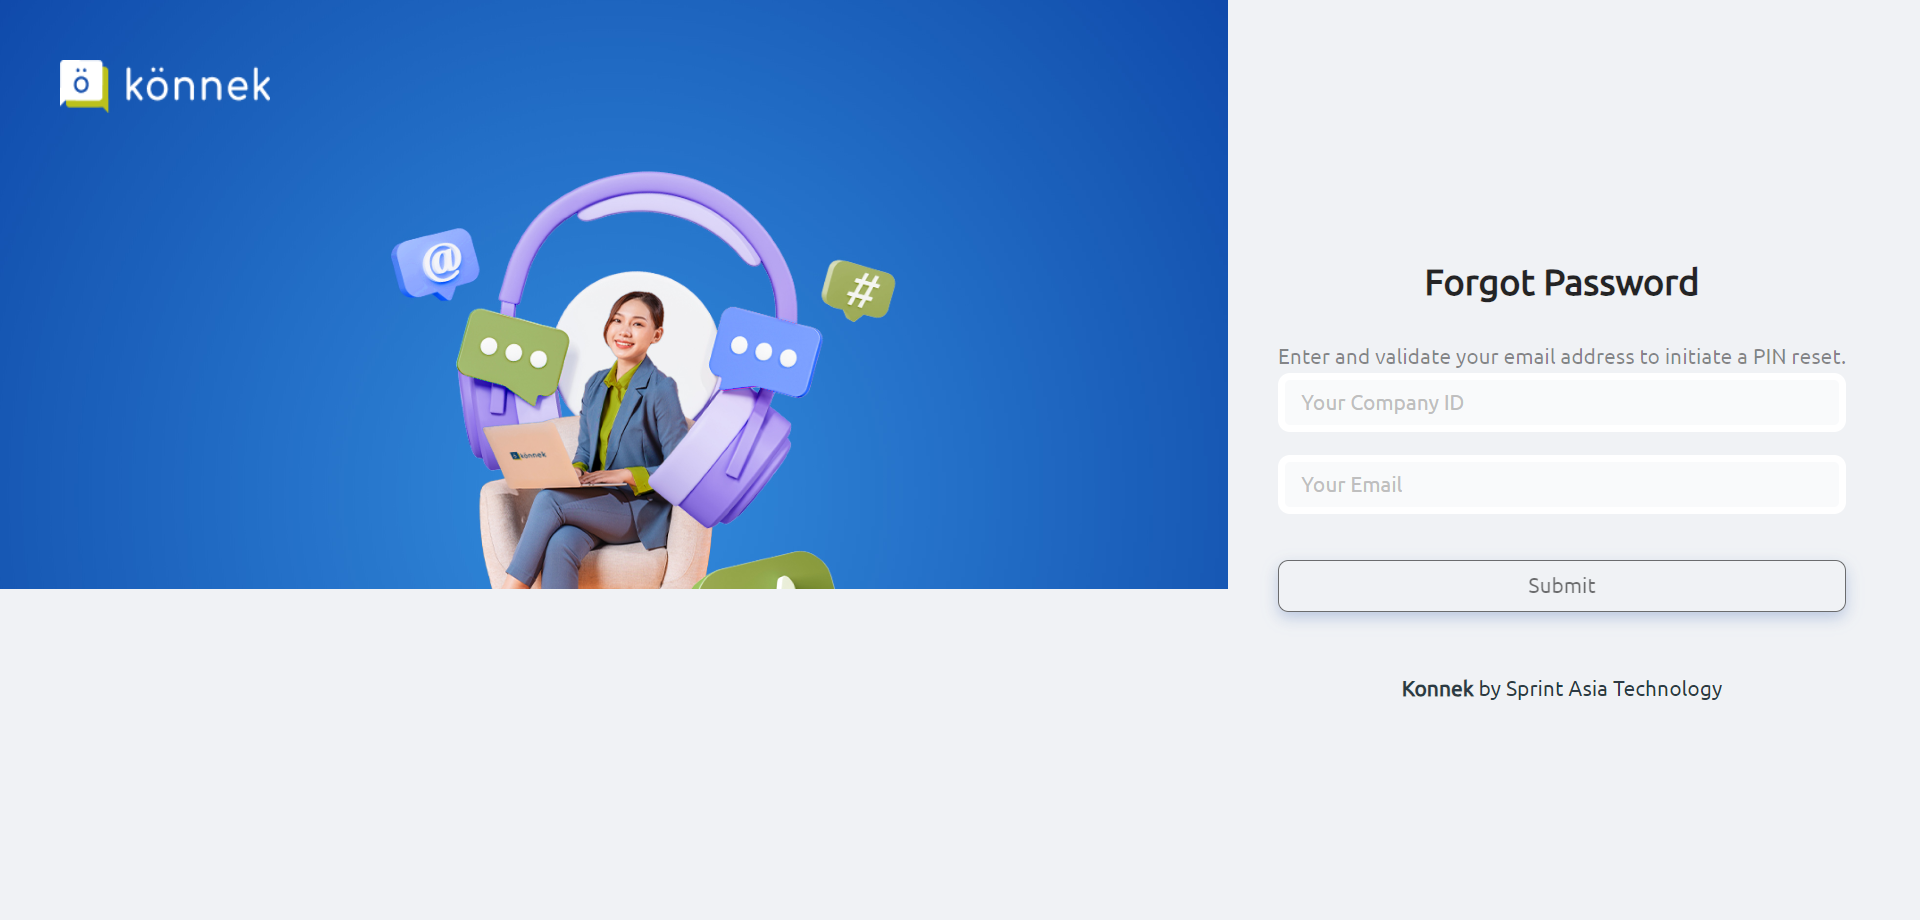 ö könnek
@
#
ö könnek
Forgot Password
Enter and validate your email address to initiate a PIN reset.
Your Company ID
Your Email
Submit
Konnek by Sprint Asia Technology